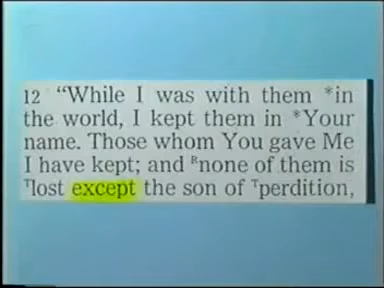 12 “While I was with them *in
the world, I kept them in *Your
name. Those whom You gave Me
I have kept; and ᴿnone of them is
ᵀlost except the son of ᵀperdition,